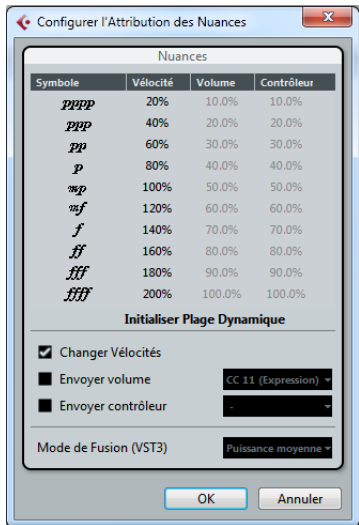 Configurer l'Attribution des Nuances
Nuances
Symbole Vélocité Volume Contrôleur
pppp 20% 10.0% 10.0%
ppp 40% 20.0% 20.0%
pp 60% 30.0% 30.0%
p 80% 40.0% 40.0%
mp 100% 50.0% 50.0%
mf 120% 60.0% 60.0%
f 140% 70.0% 70.0%
ff 160% 80.0% 80.0%
fff 180% 90.0% 90.0%
ffff 200% 100.0% 100.0%
Initialiser Plage Dynamique
Changer Vélocités
Envoyer volume CC 11 (Expression)
Envoyer contrôleur -
Mode de Fusion (VST3) Puissance moyenne
OK Annuler